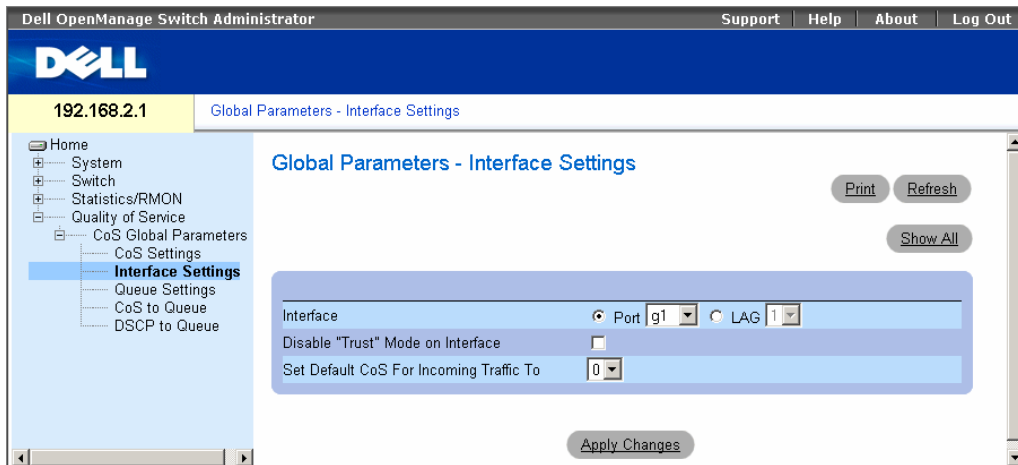 Dell OpenManage Switch Administrator Support Help About Log Out
DELL
192.168.2.1 Global Parameters - Interface Settings
Home
System
Switch
Statistics/RMON
Quality of Service
CoS Global Parameters
CoS Settings
Interface Settings
Queue Settings
CoS to Queue
DSCP to Queue
Global Parameters - Interface Settings
Print Refresh
Show All
Interface Port g1 LAG 1
Disable "Trust" Mode on Interface
Set Default CoS For Incoming Traffic To 0
Apply Changes